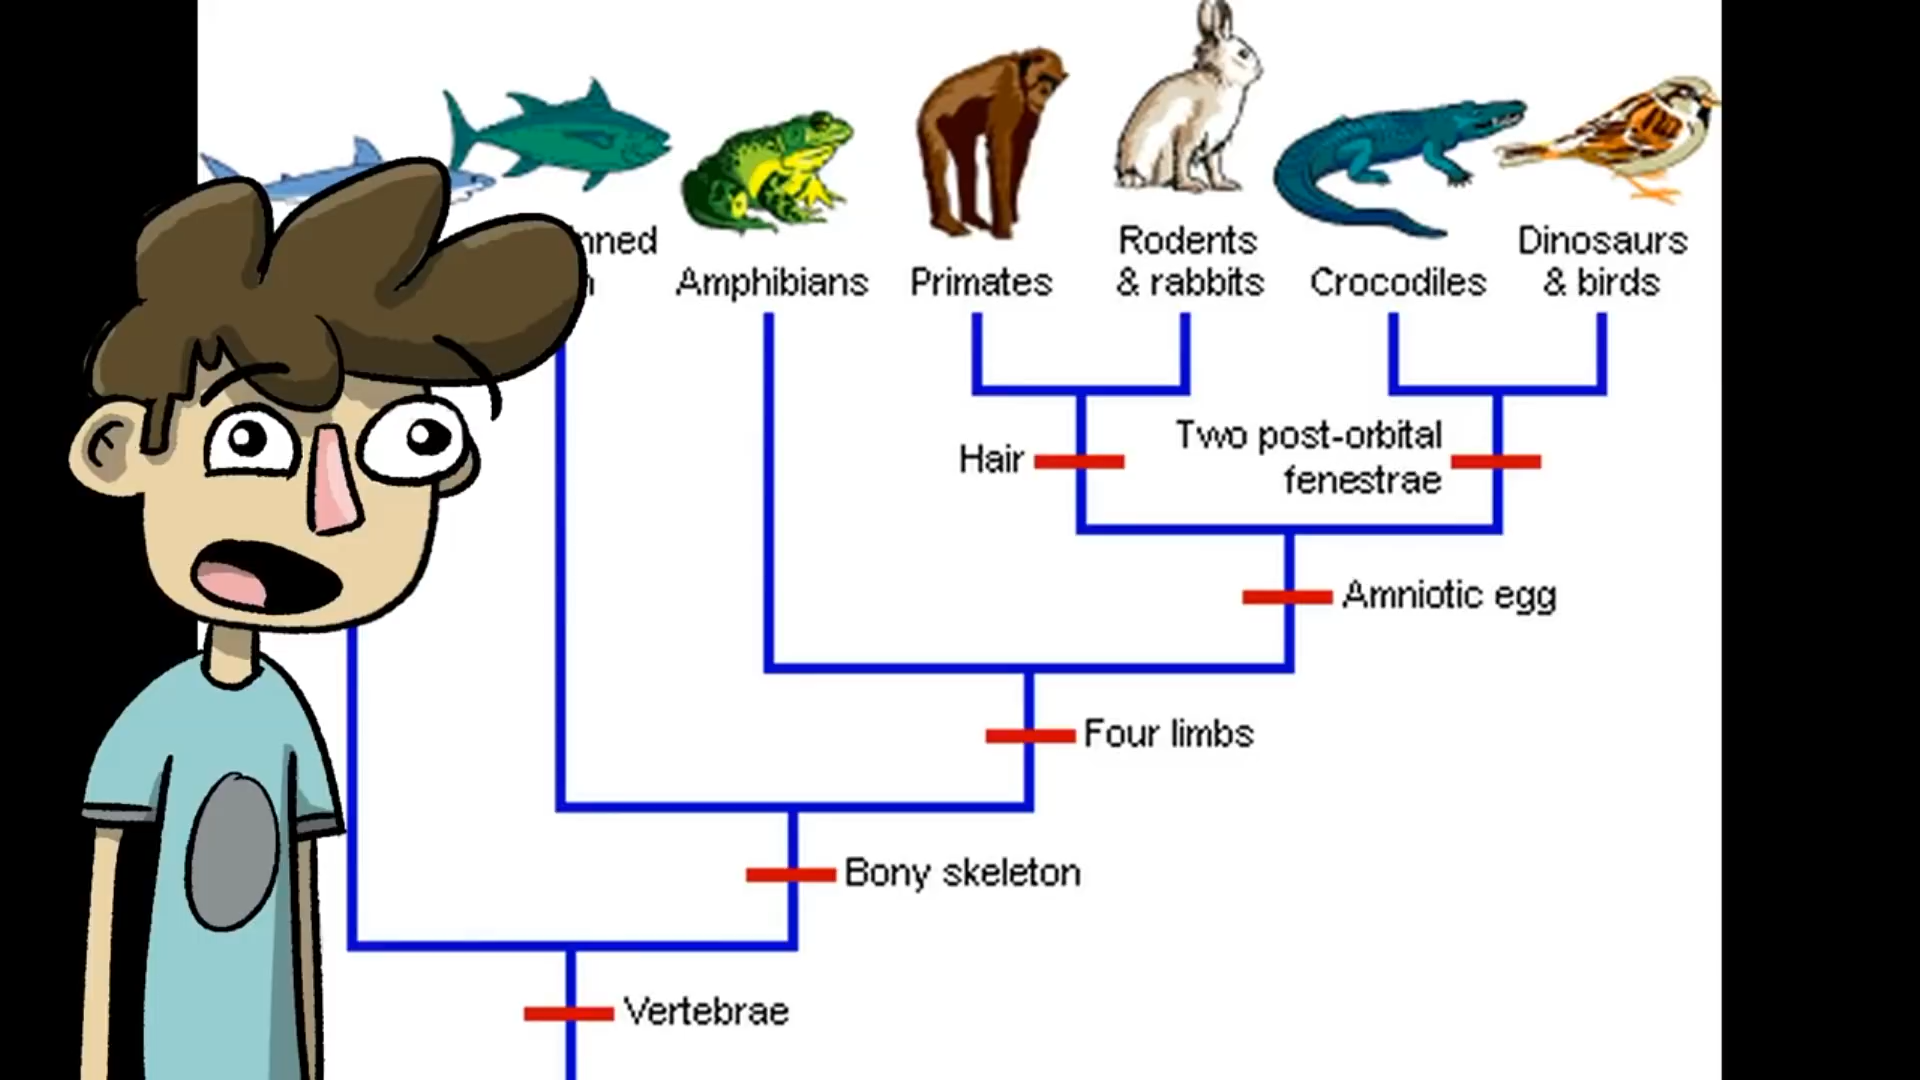 Rodents
Dinosaurs
Amphibians
Primates
& rabbits
Crocodiles
& birds
Two post-orbital
Hair
fenestrae
Amniotic egg
Four limbs
Bony skeleton
Vertebrae